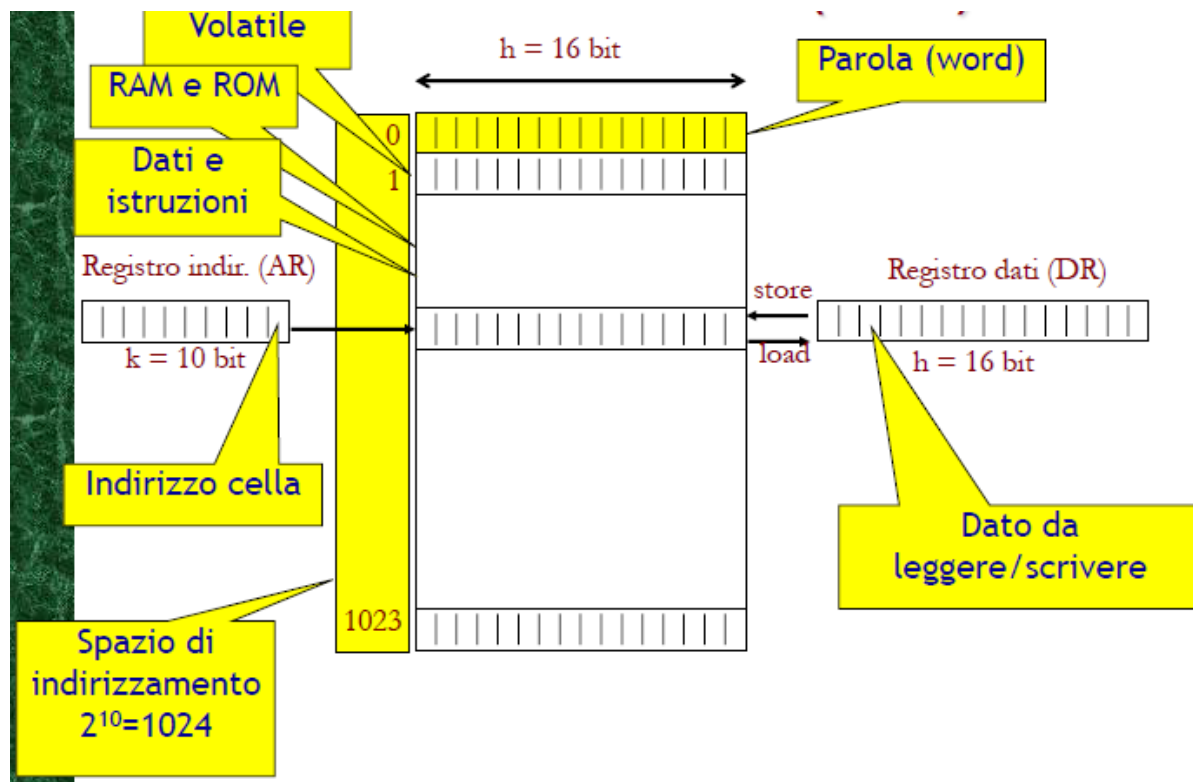 Volatile
h = 16 bit
Parola (word)
RAM e ROM
0
Dati e
istruzioni
1
Registro indir. (AR)
Registro dati (DR)
store
load
k = 10 bit
h = 16 bit
Indirizzo cella
Dato da
leggere/scrivere
1023
Spazio di
indirizzamento
2¹⁰=1024